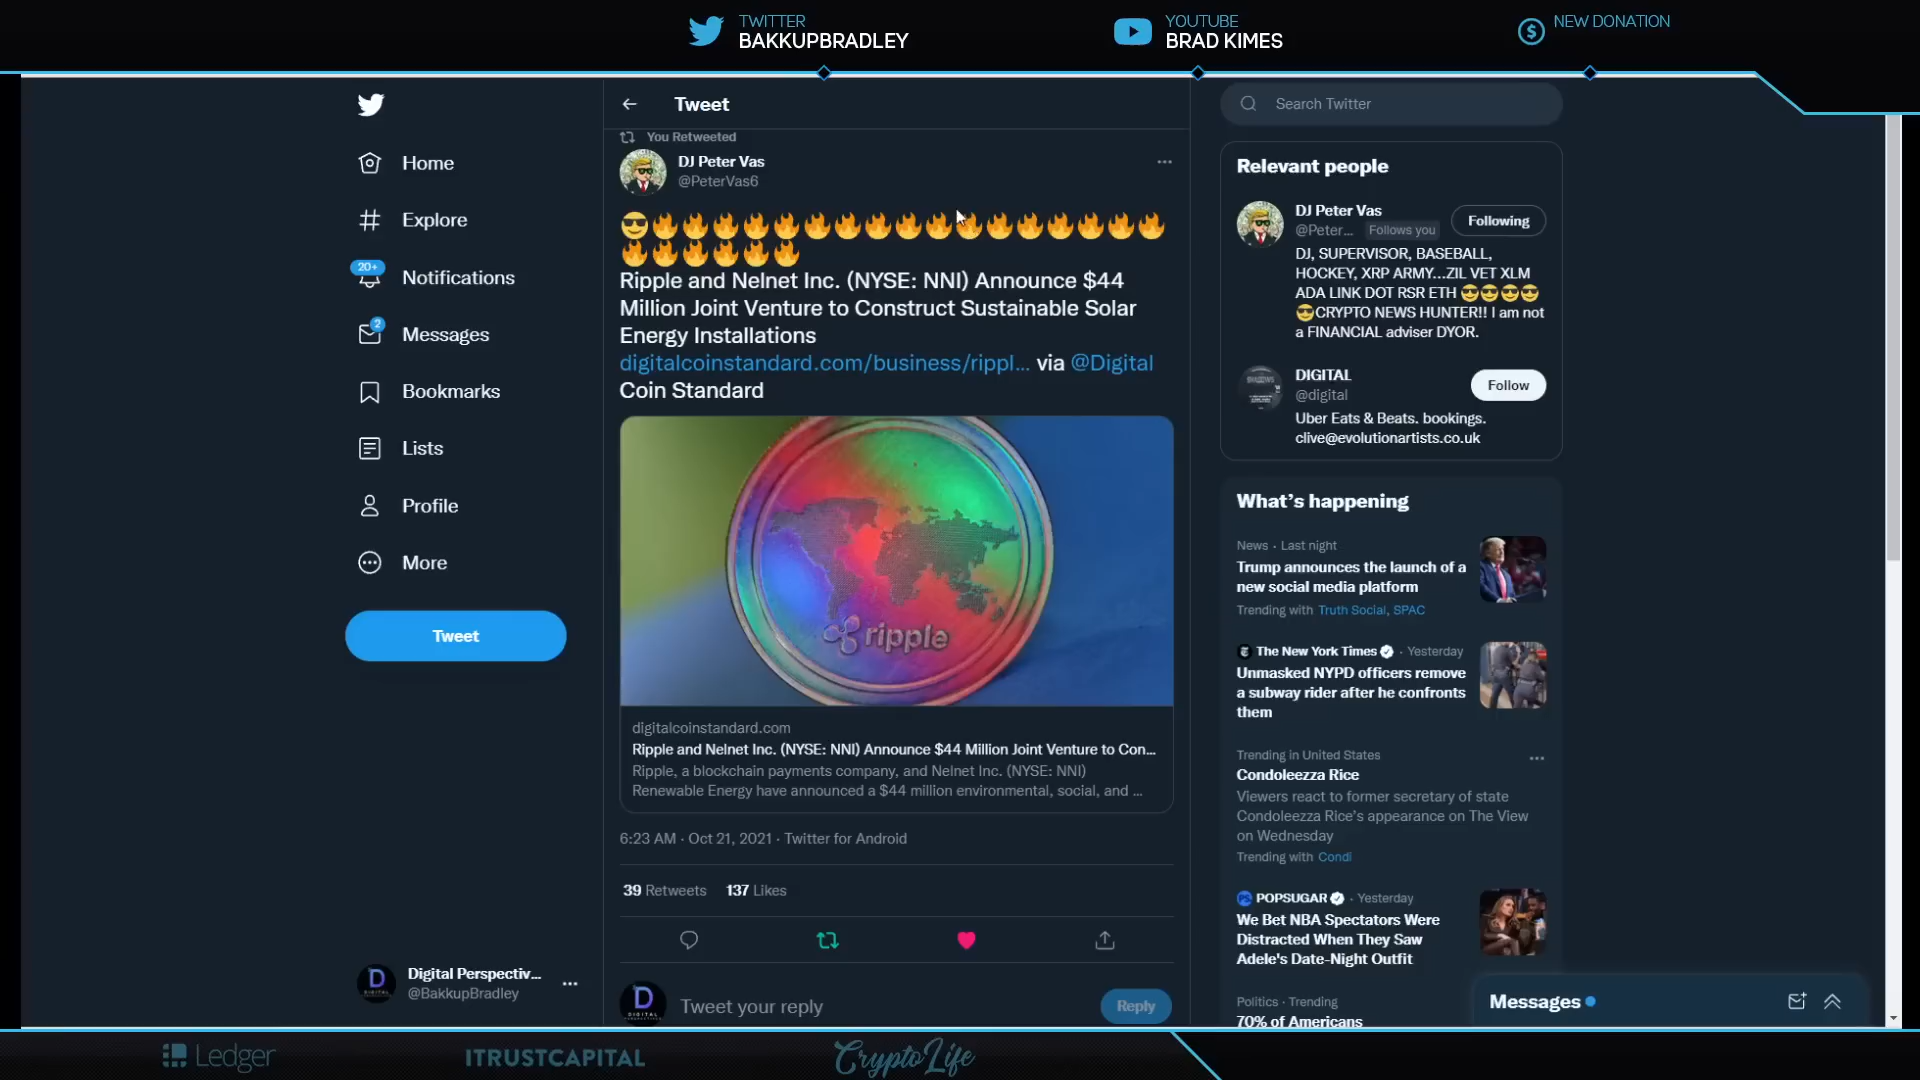 TWITTER
BAKKUPBRADLEY
YOUTUBE
BRAD KIMES
NEW DONATION
Home
Explore
20+
Notifications
2
Messages
Bookmarks
Lists
Profile
More
Tweet
Digital Perspectiv...
@BakkupBradley
Tweet
You Retweeted
DJ Peter Vas
@PeterVas6
😎🔥🔥🔥🔥🔥🔥🔥🔥🔥🔥🔥🔥🔥🔥🔥🔥🔥
🔥🔥🔥🔥🔥🔥
Ripple and Nelnet Inc. (NYSE: NNI) Announce $44
Million Joint Venture to Construct Sustainable Solar
Energy Installations
digitalcoinstandard.com/business/rippl... via @Digital
Coin Standard
ripple
digitalcoinstandard.com
Ripple and Nelnet Inc. (NYSE: NNI) Announce $44 Million Joint Venture to Con...
Ripple, a blockchain payments company, and Nelnet Inc. (NYSE: NNI)
Renewable Energy have announced a $44 million environmental, social, and ...
6:23 AM · Oct 21, 2021 · Twitter for Android
39 Retweets 137 Likes
D
DIGITAL
Tweet your reply
Reply
Search Twitter
Relevant people
DJ Peter Vas
@Peter... Follows you
Following
DJ, SUPERVISOR, BASEBALL,
HOCKEY, XRP ARMY...ZIL VET XLM
ADA LINK DOT RSR ETH 😎😎😎😎
😎CRYPTO NEWS HUNTER!! I am not
a FINANCIAL adviser DYOR.
DIGITAL
@digital
Follow
Uber Eats & Beats. bookings.
clive@evolutionartists.co.uk
What's happening
News · Last night
Trump announces the launch of a
new social media platform
Trending with Truth Social, SPAC
The New York Times · Yesterday
Unmasked NYPD officers remove
a subway rider after he confronts
them
Trending in United States
Condoleezza Rice
Viewers react to former secretary of state
Condoleezza Rice's appearance on The View
on Wednesday
Trending with Condi
POPSUGAR · Yesterday
We Bet NBA Spectators Were
Distracted When They Saw
Adele's Date-Night Outfit
Politics · Trending
70% of Americans
Messages
Ledger
ITRUSTCAPITAL
CryptoLife